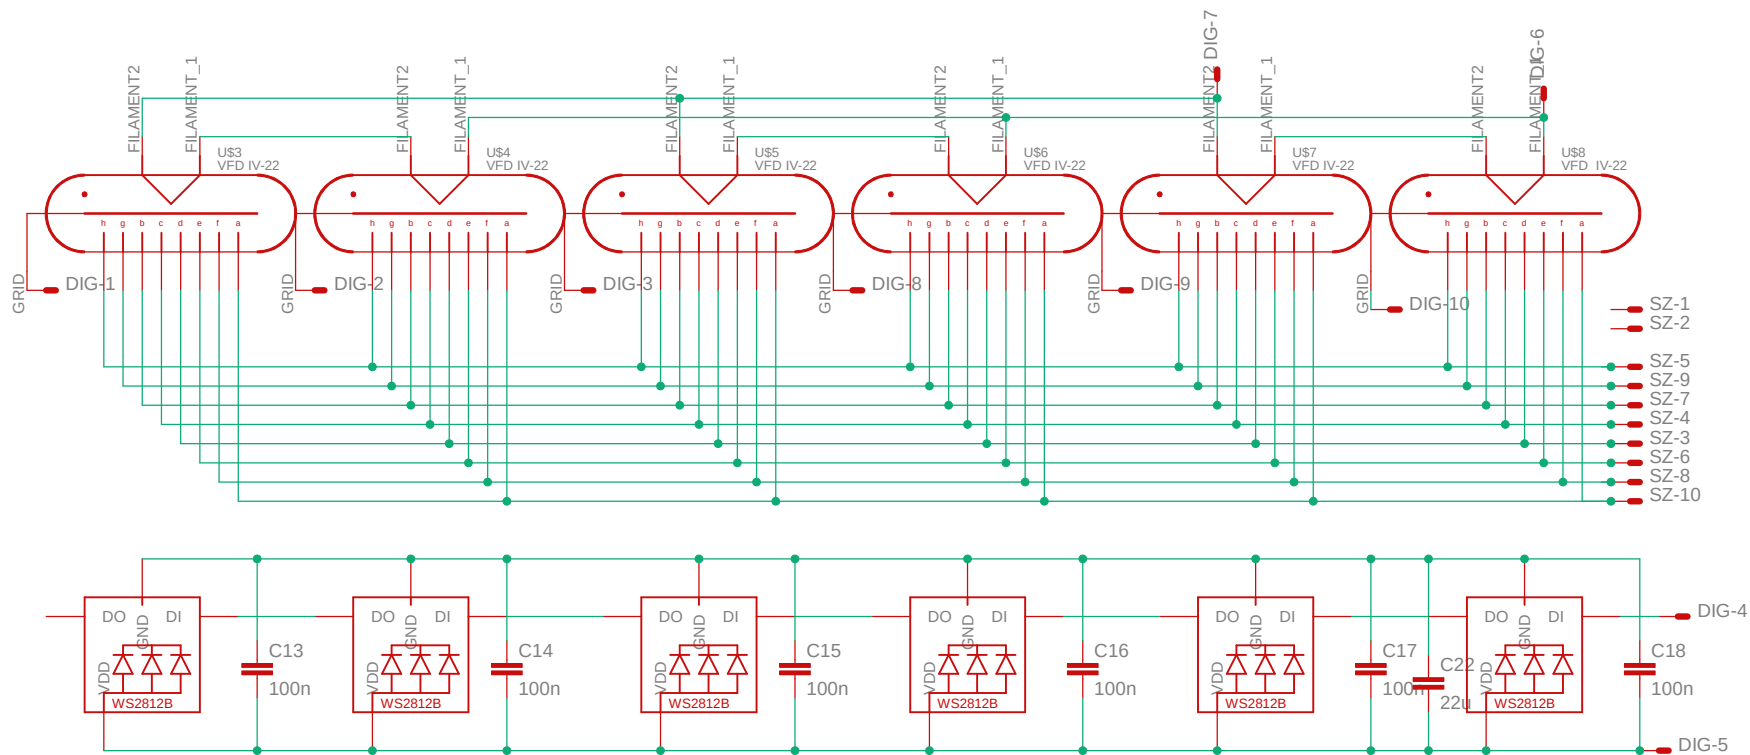 DIG-7
DIG-6
FILAMENT2
FILAMENT_1
FILAMENT2
FILAMENT_1
FILAMENT2
FILAMENT_1
FILAMENT2
FILAMENT_1
FILAMENT2
FILAMENT_1
FILAMENT2
FILAMENT_1
U$3
VFD IV-22
U$4
VFD IV-22
U$5
VFD IV-22
U$6
VFD IV-22
U$7
VFD IV-22
U$8
VFD IV-22
h g b c d e f a
h g b c d e f a
h g b c d e f a
h g b c d e f a
h g b c d e f a
h g b c d e f a
GRID
DIG-1
GRID
DIG-2
GRID
DIG-3
GRID
DIG-8
GRID
DIG-9
GRID
DIG-10
SZ-1
SZ-2
SZ-5
SZ-9
SZ-7
SZ-4
SZ-3
SZ-6
SZ-8
SZ-10
DO
GND
DI
VDD
WS2812B
C13
100n
DO
GND
DI
VDD
WS2812B
C14
100n
DO
GND
DI
VDD
WS2812B
C15
100n
DO
GND
DI
VDD
WS2812B
C16
100n
DO
GND
DI
VDD
WS2812B
C17
100n
C22
22u
DO
GND
DI
VDD
WS2812B
C18
100n
DIG-4
DIG-5